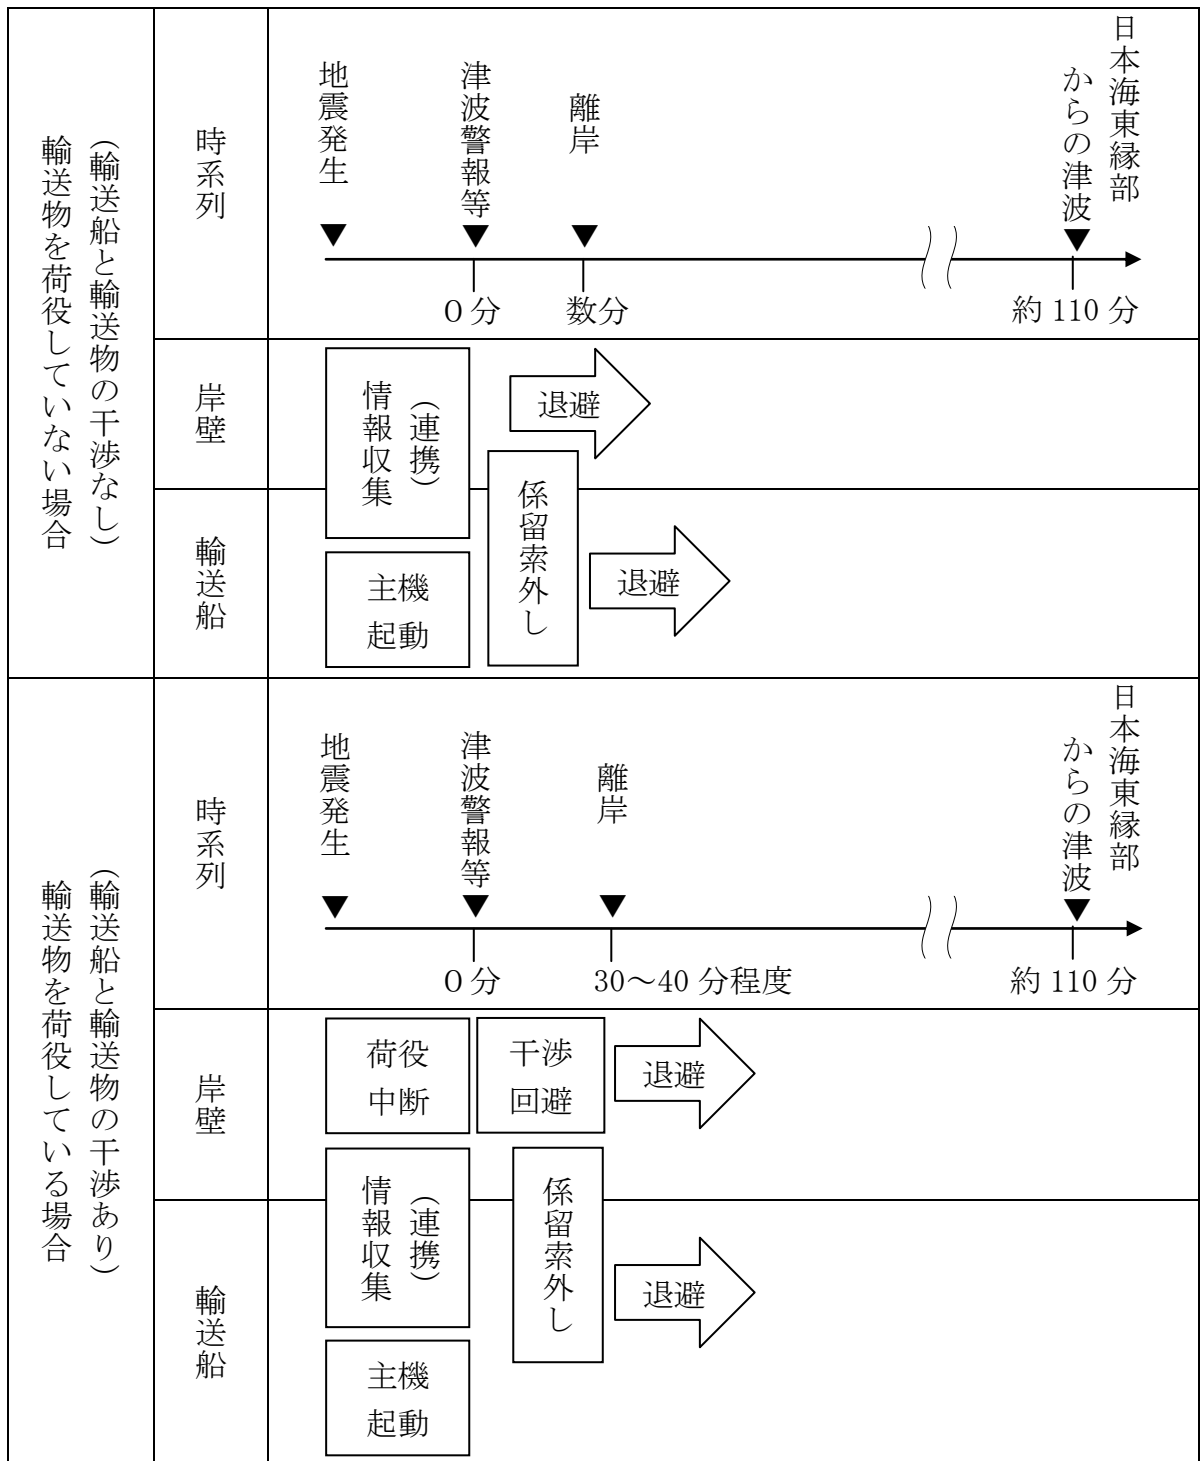 輸送物を荷役していない場合
(輸送船と輸送物の干渉なし)
時系列
地震発生
津波警報等
離岸
日本海東縁部
からの津波
0分
数分
約110分
岸壁
情報収集
(連携)
退避
係留索外し
輸送船
主機
起動
退避
輸送物を荷役している場合
(輸送船と輸送物の干渉あり)
時系列
地震発生
津波警報等
離岸
日本海東縁部
からの津波
0分
30~40分程度
約110分
岸壁
荷役
中断
干渉
回避
退避
情報収集
(連携)
係留索外し
輸送船
退避
主機
起動